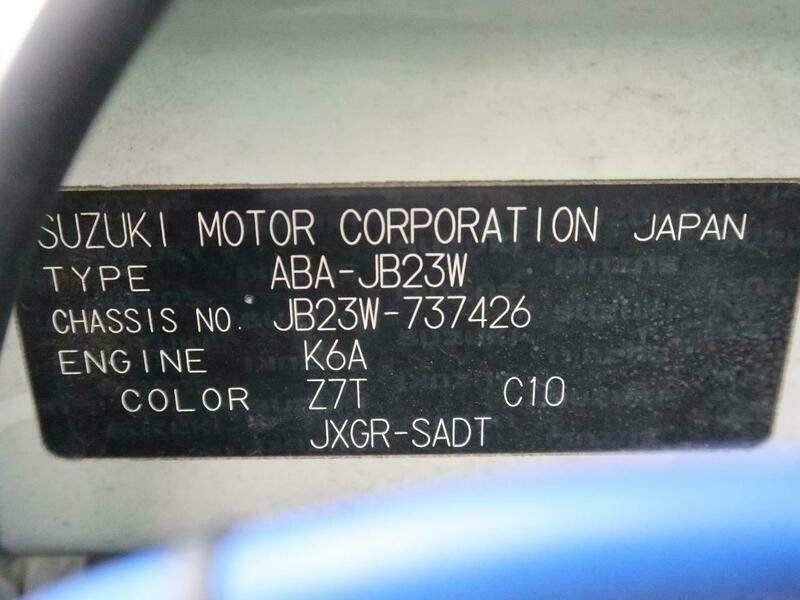 SUZUKI MOTOR CORPORATION JAPAN
TYPE ABA-JB23W
CHASSIS NO. JB23W-737426
ENGINE K6A
COLOR Z7T C10
JXGR-SADT